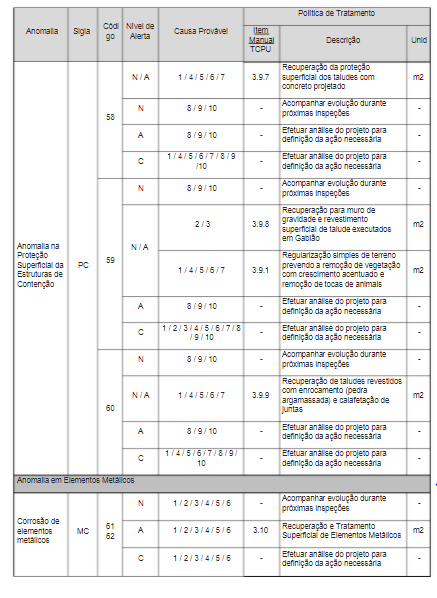 Anomalia Sigla Códi go Nível de Alerta Causa Provável Política de Tratamento
Item Manual TCPU Descrição Unid
Anomalia na Proteção Superficial da Estruturas de Contenção PC
58
N / A 1 / 4 / 5 / 6 / 7 3.9.7 Recuperação da proteção superficial dos taludes com concreto projetado m2
N 8 / 9 / 10 - Acompanhar evolução durante próximas inspeções -
A 8 / 9 / 10 - Efetuar análise do projeto para definição da ação necessária -
C 1 / 4 / 5 / 6 / 7 / 8 / 9 /10 - Efetuar análise do projeto para definição da ação necessária -
59
N 8 / 9 / 10 - Acompanhar evolução durante próximas inspeções -
N / A 2 / 3 3.9.8 Recuperação para muro de gravidade e revestimento superficial de talude executados em Gabião m2
1 / 4 / 5 / 6 / 7 3.9.1 Regularização simples de terreno prevendo a remoção de vegetação com crescimento acentuado e remoção de tocas de animais m2
A 8 / 9 / 10 - Efetuar análise do projeto para definição da ação necessária -
C 1 / 2 / 3 / 4 / 5 / 6 / 7 / 8 / 9 / 10 - Efetuar análise do projeto para definição da ação necessária -
60
N 8 / 9 / 10 - Acompanhar evolução durante próximas inspeções -
N / A 1 / 4 / 5 / 6 / 7 3.9.9 Recuperação de taludes revestidos com enrocamento (pedra argamassada) e calafetação de juntas m2
A 8 / 9 / 10 - Efetuar análise do projeto para definição da ação necessária -
C 1 / 4 / 5 / 6 / 7 / 8 / 9 / 10 - Efetuar análise do projeto para definição da ação necessária -
Anomalia em Elementos Metálicos
Corrosão de elementos metálicos MC 61 62
N 1 / 2 / 3 / 4 / 5 / 6 - Acompanhar evolução durante próximas inspeções -
A 1 / 2 / 3 / 4 / 5 / 6 3.10 Recuperação e Tratamento Superficial de Elementos Metálicos m2
C 1 / 2 / 3 / 4 / 5 / 6 - Efetuar análise do projeto para definição da ação necessária -